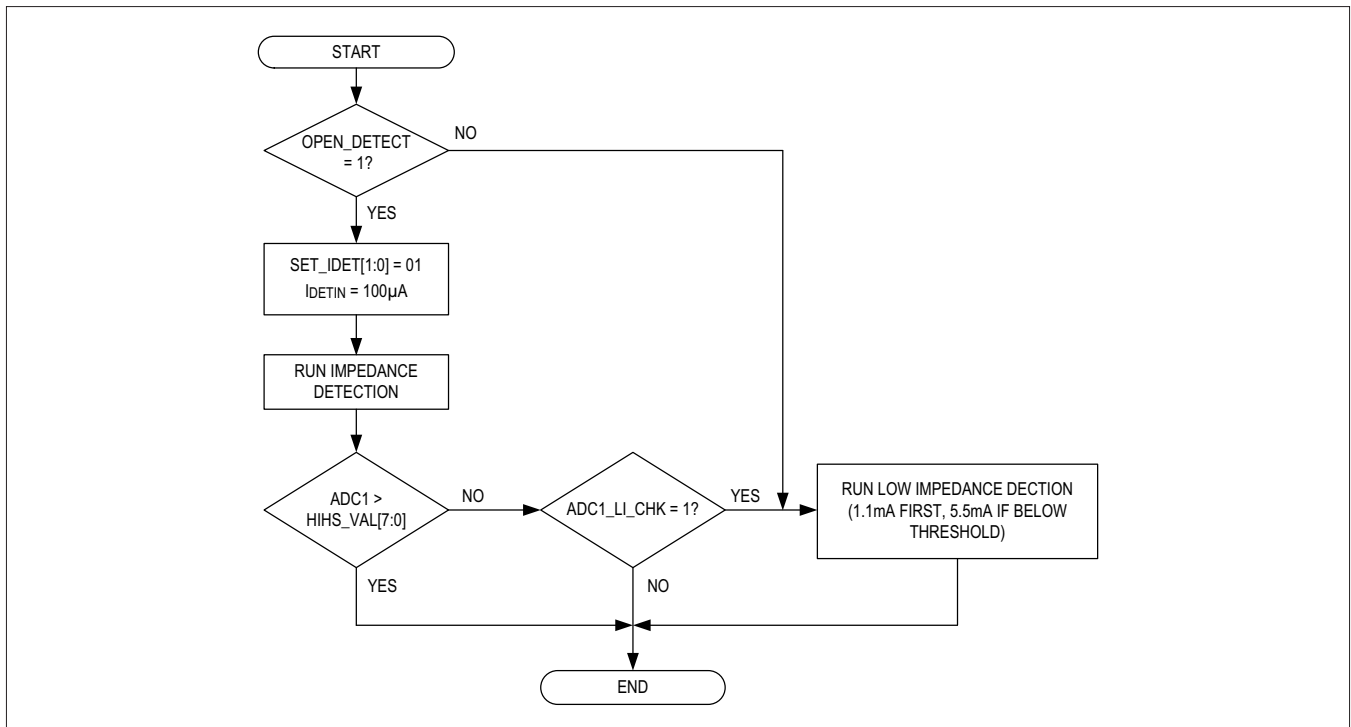 START
OPEN_DETECT
= 1?
NO
YES
SET_IDET[1:0] = 01
IDETIN = 100µA
RUN IMPEDANCE
DETECTION
ADC1 >
HIHS_VAL[7:0]
NO
ADC1_LI_CHK = 1?
YES
RUN LOW IMPEDANCE DECTION
(1.1mA FIRST, 5.5mA IF BELOW
THRESHOLD)
YES
NO
END